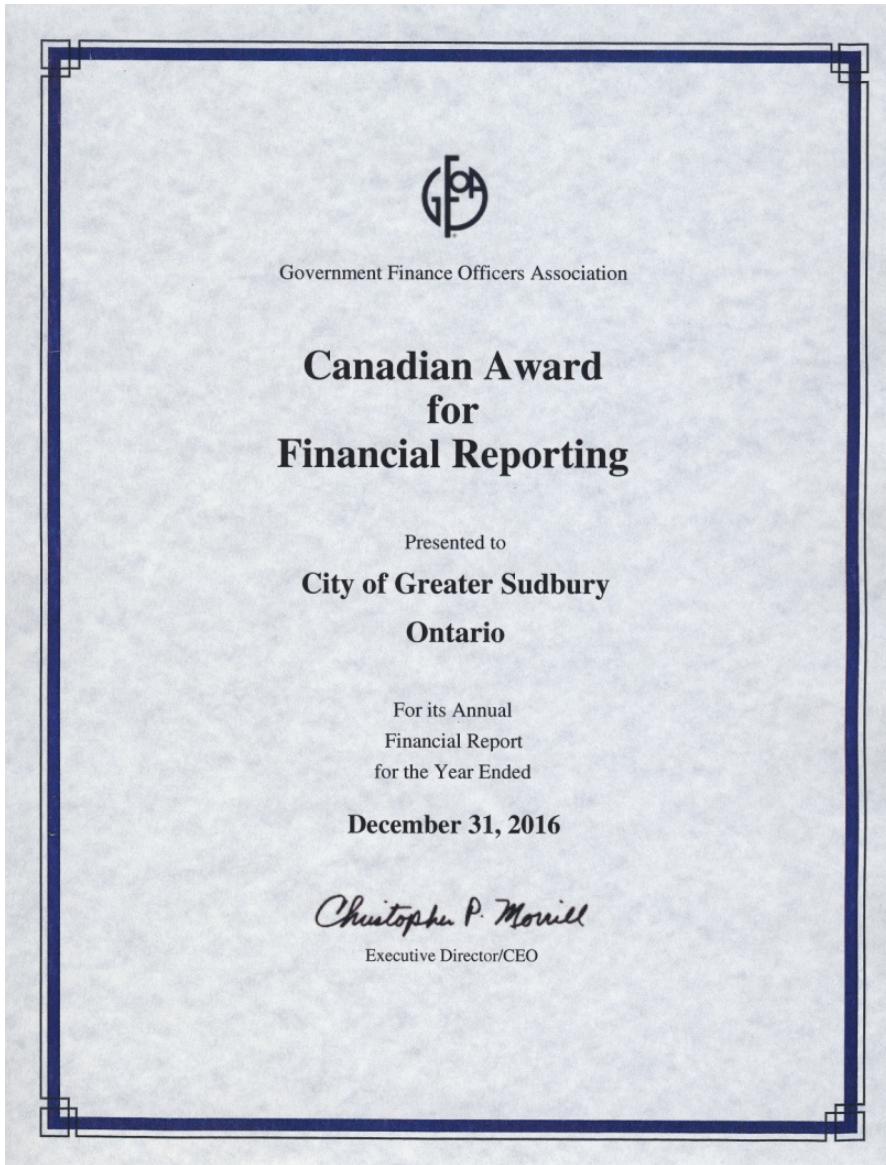 GFOA
Government Finance Officers Association
Canadian Award
for
Financial Reporting
Presented to
City of Greater Sudbury
Ontario
For its Annual
Financial Report
for the Year Ended
December 31, 2016
Christopher P. Morrill
Executive Director/CEO